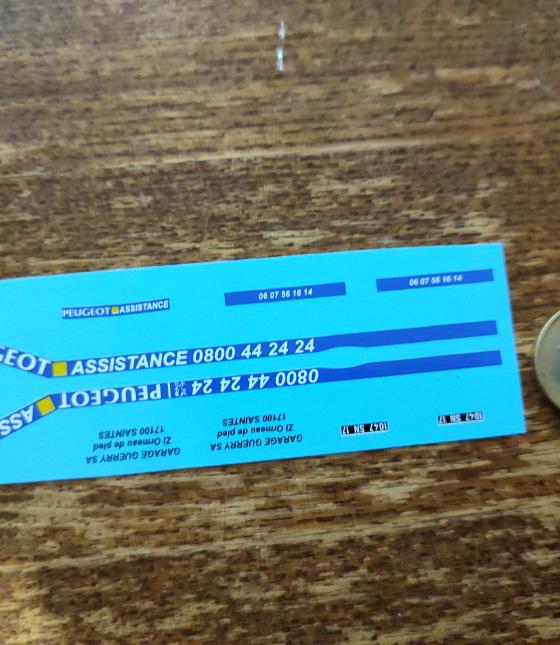 06 07 56 16 14
06 07 56 16 14
PEUGEOT ASSISTANCE
GEOT ASSISTANCE 0800 44 24 24
0800 44 24 24
PEUGEOT ASS
GARAGE GUERRY SA
ZI Ormeau de pied
17100 SAINTES
GARAGE GUERRY SA
ZI Ormeau de pied
17100 SAINTES
1047 SN 17
1047 SN 17